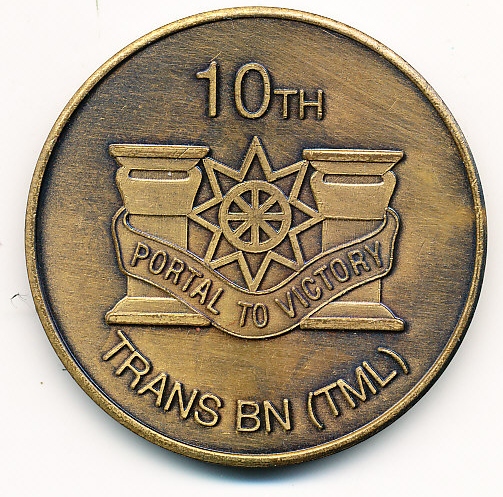 10TH
PORTAL TO VICTORY
TRANS BN (TML)